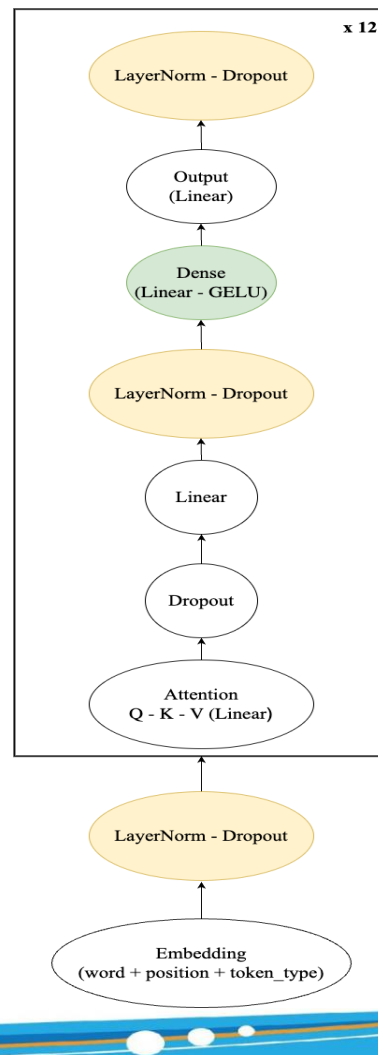 x 12
LayerNorm - Dropout
Output
(Linear)
Dense
(Linear - GELU)
LayerNorm - Dropout
Linear
Dropout
Attention
Q - K - V (Linear)
LayerNorm - Dropout
Embedding
(word + position + token_type)